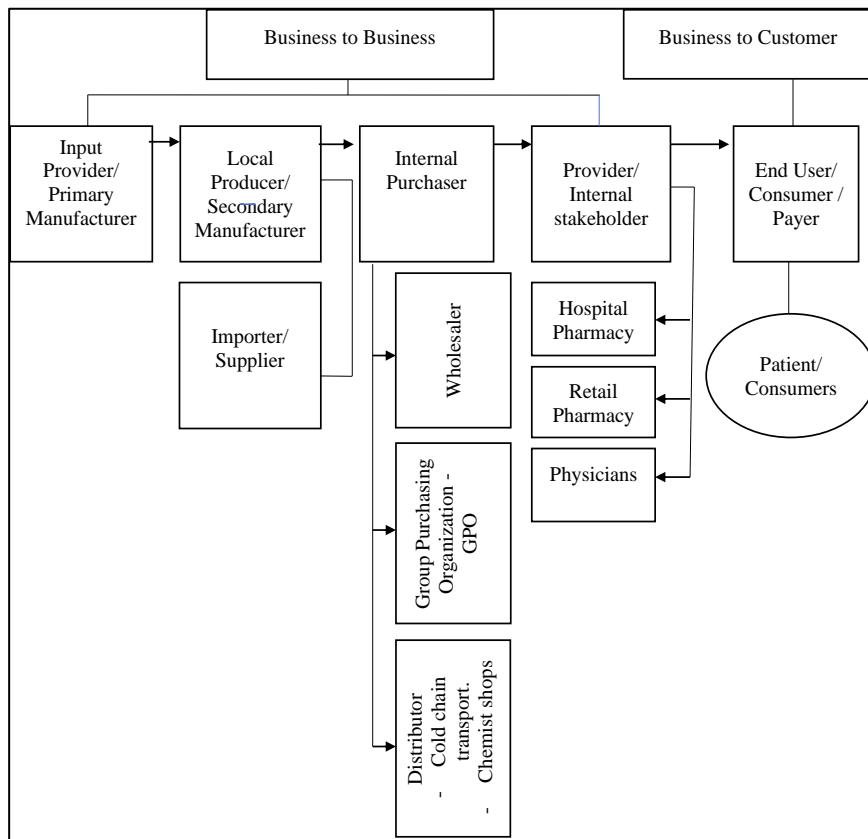 Business to Business
Business to Customer
Input
Provider/
Primary
Manufacturer
Local
Producer/
Secondary
Manufacturer
Internal
Purchaser
Provider/
Internal
stakeholder
End User/
Consumer /
Payer
Importer/
Supplier
Wholesaler
Group Purchasing
Organization -
GPO
Distributor
- Cold chain
transport.
- Chemist shops
Hospital
Pharmacy
Retail
Pharmacy
Physicians
Patient/
Consumers